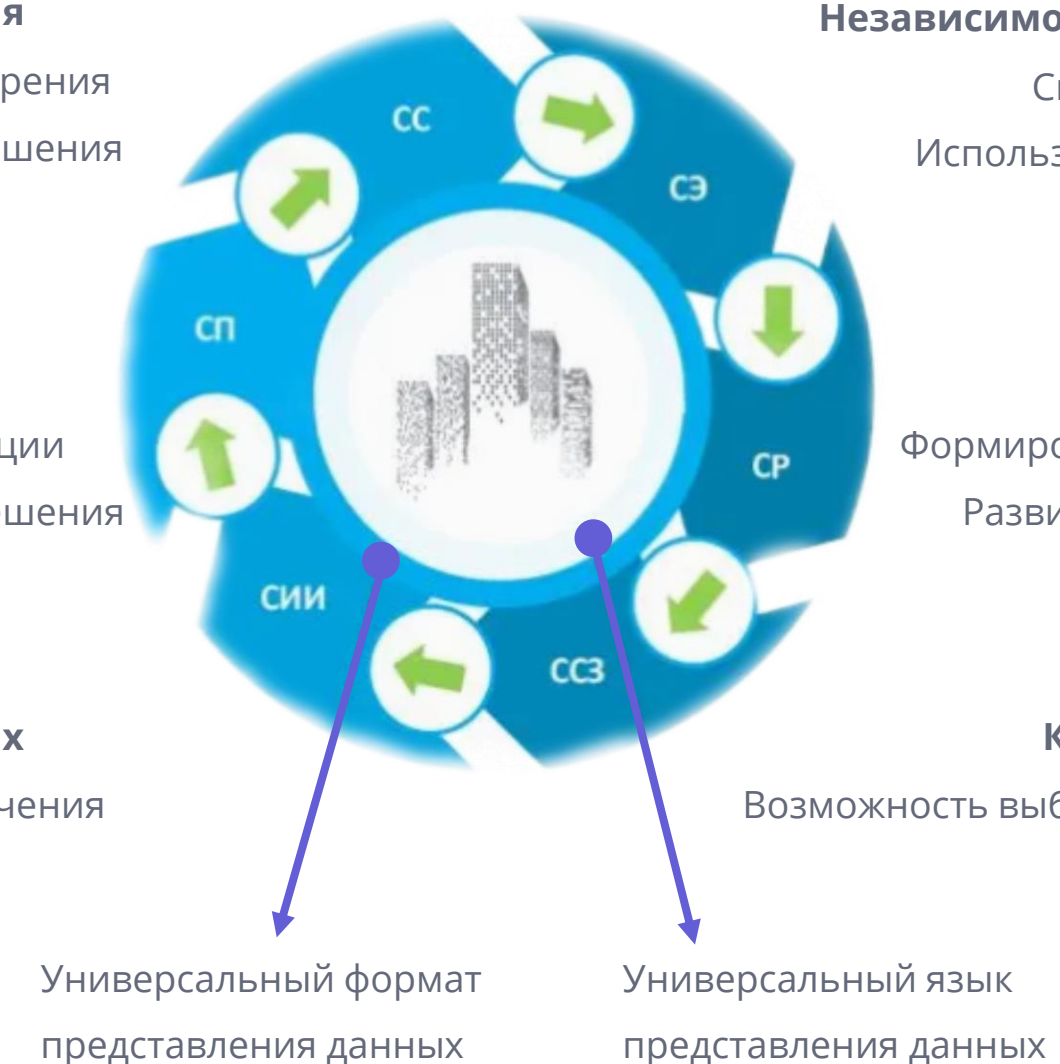 я
Независимо
рения
шения
Использ
СС
СЭ
СП
СР
ции
шения
Формиро
Разви
СИИ
ССЗ
х
К
чения
Возможность выб
Универсальный формат
представления данных
Универсальный язык
представления данных